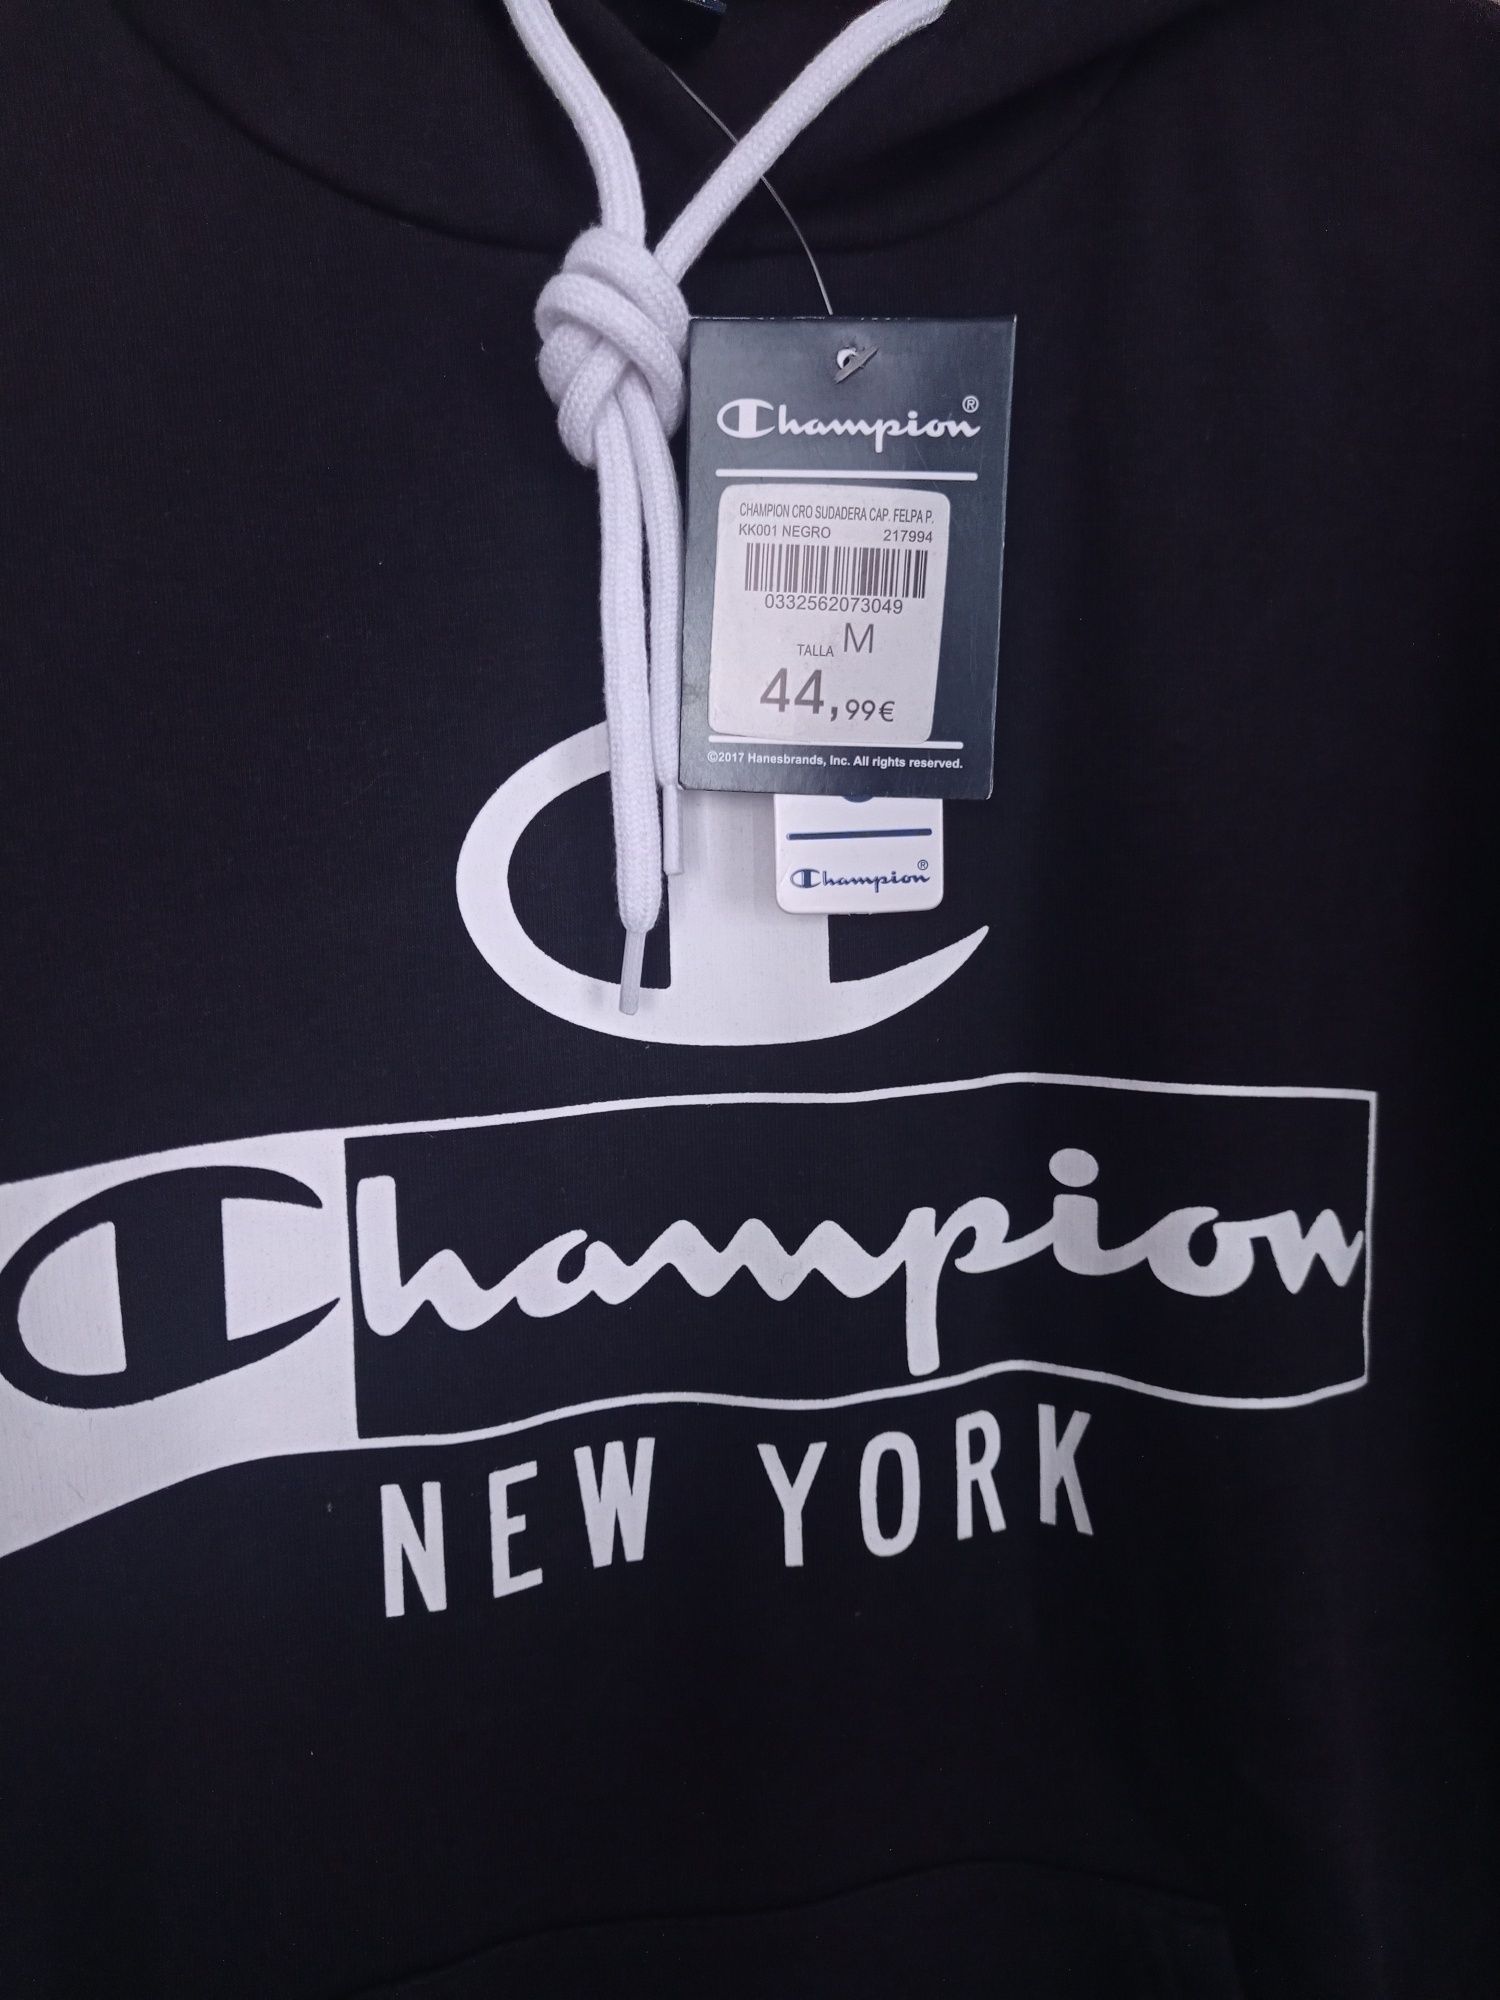 Champion®
CHAMPION CRO SUDADERA CAP. FELPA P.
KK001 NEGRO 217994
0332562073049
TALLA M
44,99€
©2017 Hanesbrands, Inc. All rights reserved.
Champion®
Champion
NEW YORK